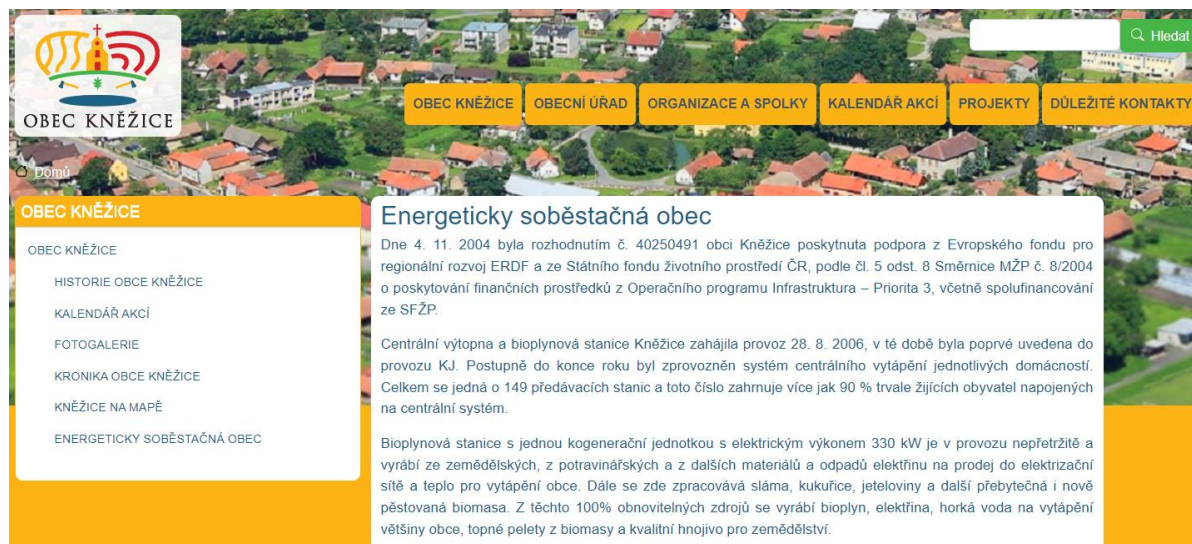 OBEC KNĚŽICE
Hledat
OBEC KNĚŽICE
OBECNÍ ÚŘAD
ORGANIZACE A SPOLKY
KALENDÁŘ AKCÍ
PROJEKTY
DŮLEŽITÉ KONTAKTY
Domů
OBEC KNĚŽICE
OBEC KNĚŽICE
HISTORIE OBCE KNĚŽICE
KALENDÁŘ AKCÍ
FOTOGALERIE
KRONIKA OBCE KNĚŽICE
KNĚŽICE NA MAPĚ
ENERGETICKY SOBĚSTAČNÁ OBEC
Energeticky soběstačná obec
Dne 4. 11. 2004 byla rozhodnutím č. 40250491 obci Kněžice poskytnuta podpora z Evropského fondu pro
regionální rozvoj ERDF a ze Státního fondu životního prostředí ČR, podle čl. 5 odst. 8 Směrnice MŽP č. 8/2004
o poskytování finančních prostředků z Operačního programu Infrastruktura – Priorita 3, včetně spolufinancování
ze SFŽP.
Centrální výtopna a bioplynová stanice Kněžice zahájila provoz 28. 8. 2006, v té době byla poprvé uvedena do
provozu KJ. Postupně do konce roku byl zprovozněn systém centrálního vytápění jednotlivých domácností.
Celkem se jedná o 149 předávacích stanic a toto číslo zahrnuje více jak 90 % trvale žijících obyvatel napojených
na centrální systém.
Bioplynová stanice s jednou kogenerační jednotkou s elektrickým výkonem 330 kW je v provozu nepřetržitě a
vyrábí ze zemědělských, z potravinářských a z dalších materiálů a odpadů elektřinu na prodej do elektrizační
sítě a teplo pro vytápění obce. Dále se zde zpracovává sláma, kukuřice, jeteloviny a další přebytečná i nově
pěstovaná biomasa. Z těchto 100% obnovitelných zdrojů se vyrábí bioplyn, elektřina, horká voda na vytápění
většiny obce, topné pelety z biomasy a kvalitní hnojivo pro zemědělství.